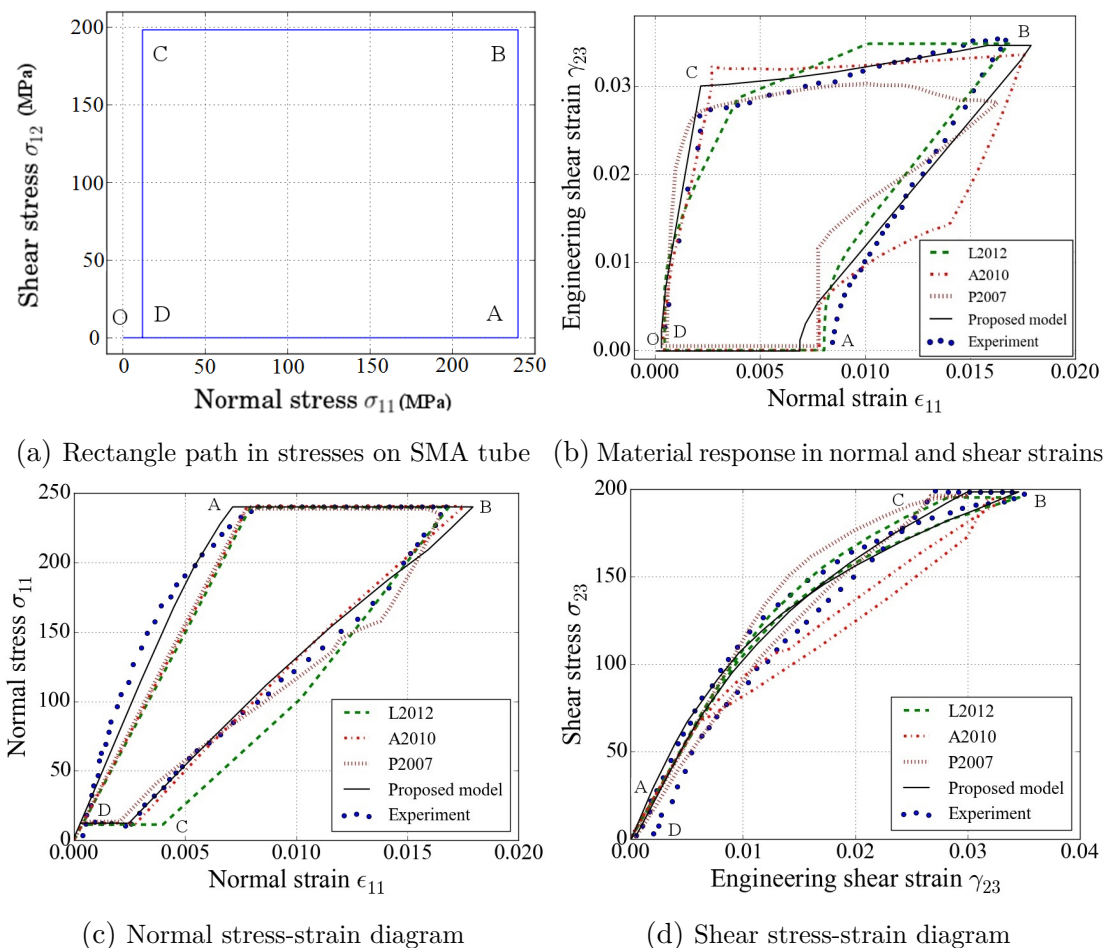 200
150
100
50
0
0
50
100
150
200
250
C
B
O
D
A
Shear stress σ12 (MPa)
Normal stress σ11 (MPa)
(a) Rectangle path in stresses on SMA tube
0.03
0.02
0.01
0.00
0.000
0.005
0.010
0.015
0.020
B
C
O
D
A
Engineering shear strain γ23
Normal strain ϵ11
L2012
A2010
P2007
Proposed model
Experiment
(b) Material response in normal and shear strains
250
200
150
100
50
0
0.000
0.005
0.010
0.015
0.020
A
B
D
C
Normal stress σ11
Normal strain ϵ11
L2012
A2010
P2007
Proposed model
Experiment
(c) Normal stress-strain diagram
200
150
100
50
0
0.00
0.01
0.02
0.03
0.04
C
B
A
D
Shear stress σ23
Engineering shear strain γ23
L2012
A2010
P2007
Proposed model
Experiment
(d) Shear stress-strain diagram